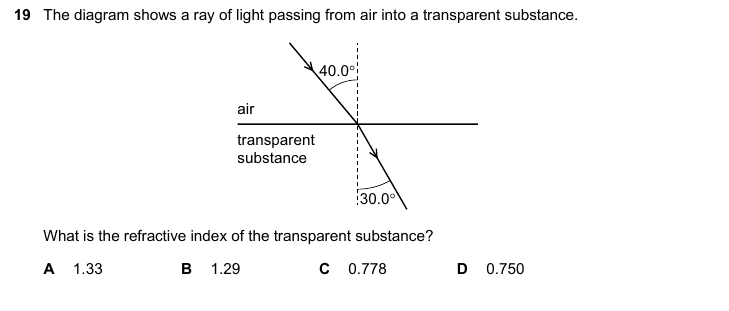 19 The diagram shows a ray of light passing from air into a transparent substance.
40.0°
air
transparent
substance
30.0°
What is the refractive index of the transparent substance?
A 1.33 B 1.29 C 0.778 D 0.750